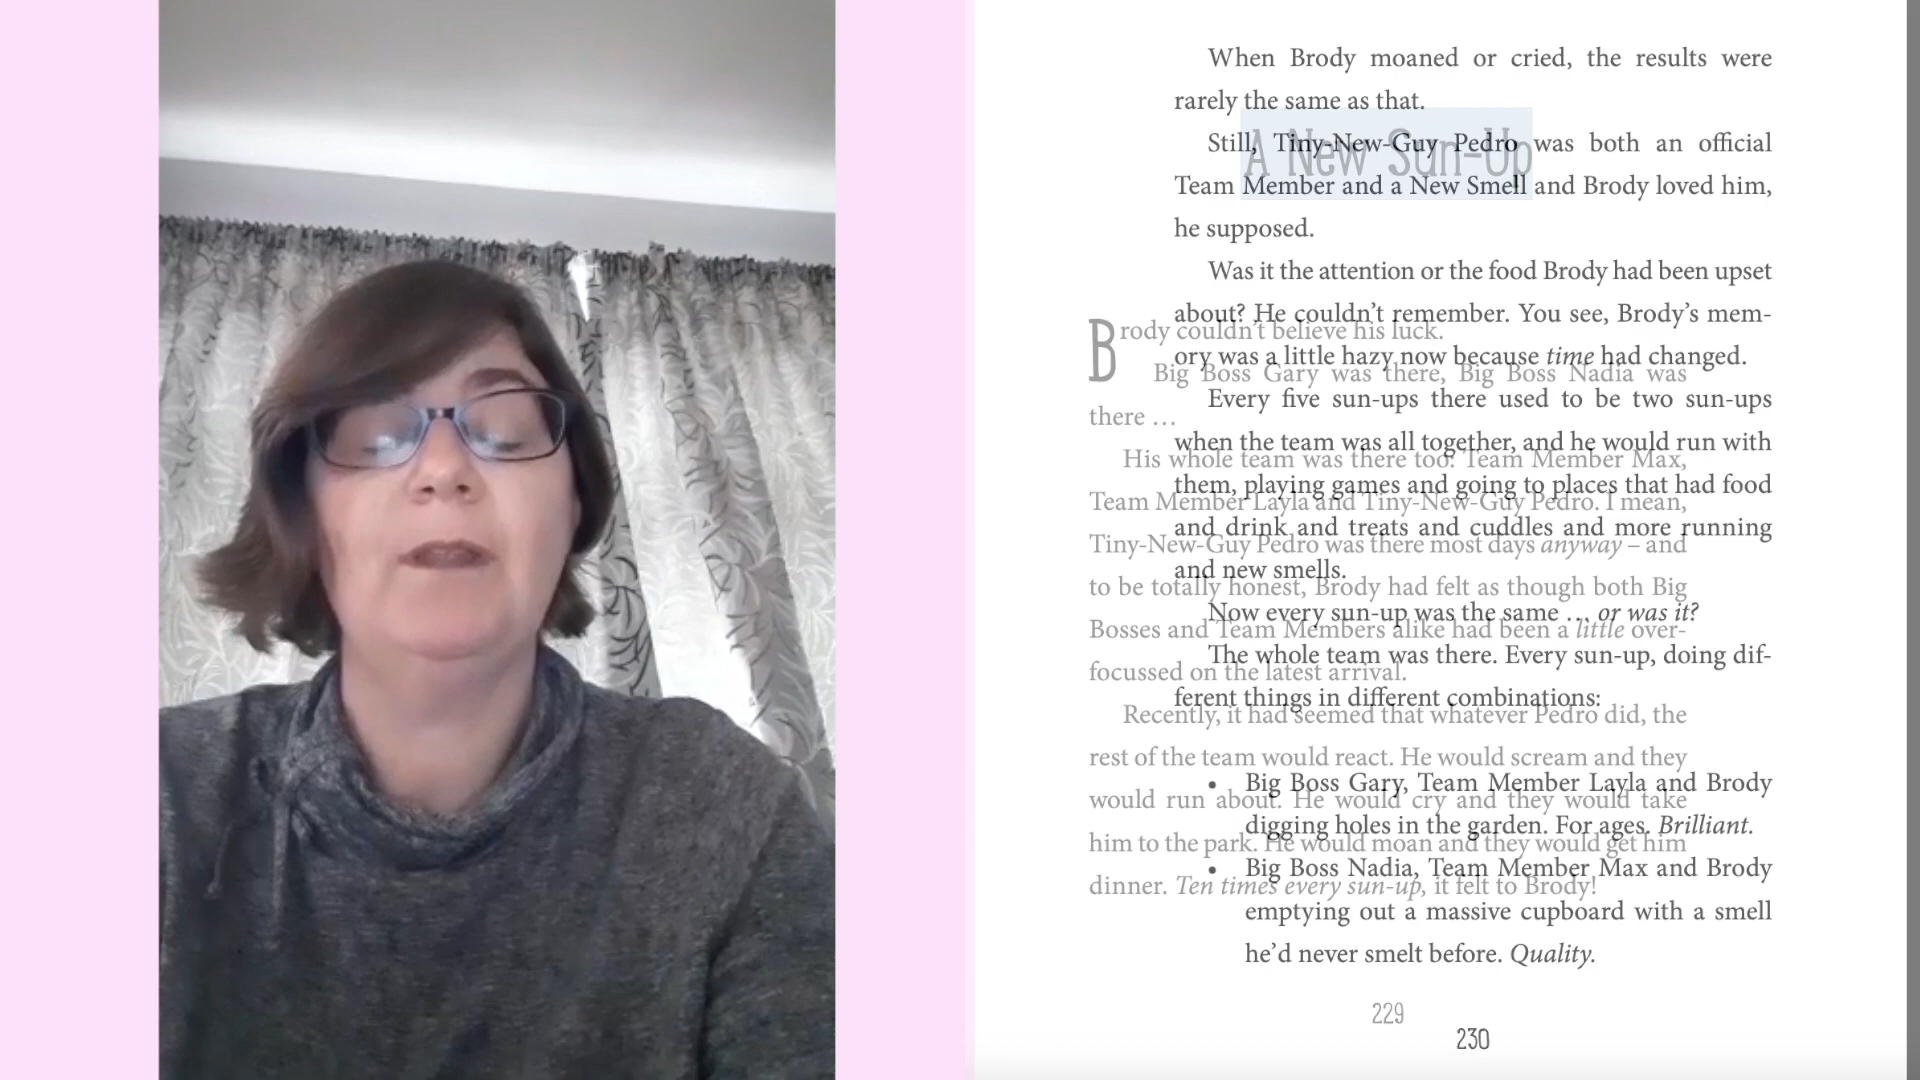 A New Sun-Up
Brody couldn't believe his luck.
Big Boss Gary was there, Big Boss Nadia was
there …
His whole team was there too: Team Member Max,
Team Member Layla and Tiny-New-Guy Pedro. I mean,
Tiny-New-Guy Pedro was there most days anyway – and
to be totally honest, Brody had felt as though both Big
Bosses and Team Members alike had been a little over-
focussed on the latest arrival.
Recently, it had seemed that whatever Pedro did, the
rest of the team would react. He would scream and they
would run about. He would cry and they would take
him to the park. He would moan and they would get him
dinner. Ten times every sun-up, it felt to Brody!
229
When Brody moaned or cried, the results were
rarely the same as that.
Still, Tiny-New-Guy Pedro was both an official
Team Member and a New Smell and Brody loved him,
he supposed.
Was it the attention or the food Brody had been upset
about? He couldn't remember. You see, Brody's mem-
ory was a little hazy now because time had changed.
Every five sun-ups there used to be two sun-ups
when the team was all together, and he would run with
them, playing games and going to places that had food
and drink and treats and cuddles and more running
and new smells.
Now every sun-up was the same … or was it?
The whole team was there. Every sun-up, doing dif-
ferent things in different combinations:
• Big Boss Gary, Team Member Layla and Brody
digging holes in the garden. For ages. Brilliant.
• Big Boss Nadia, Team Member Max and Brody
emptying out a massive cupboard with a smell
he'd never smelt before. Quality.
230